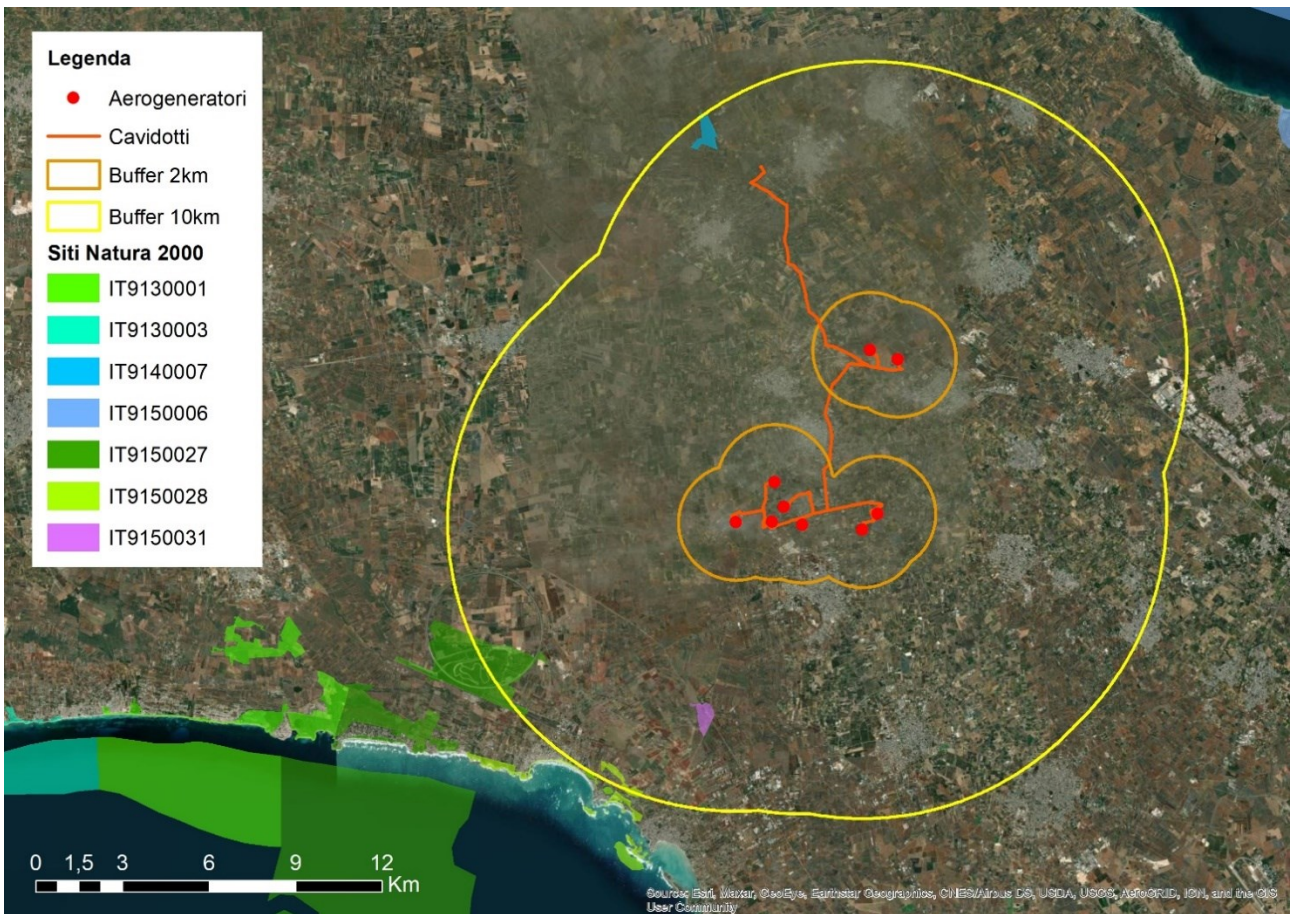 Legenda
Aerogeneratori
Cavidotti
Buffer 2km
Buffer 10km
Siti Natura 2000
IT9130001
IT9130003
IT9140007
IT9150006
IT9150027
IT9150028
IT9150031
0 1,5 3 6 9 12
Km
Source: Esri, Maxar, GeoEye, Earthstar Geographics, CNES/Airbus DS, USDA, USGS, AeroGRID, IGN, and the GIS
User Community